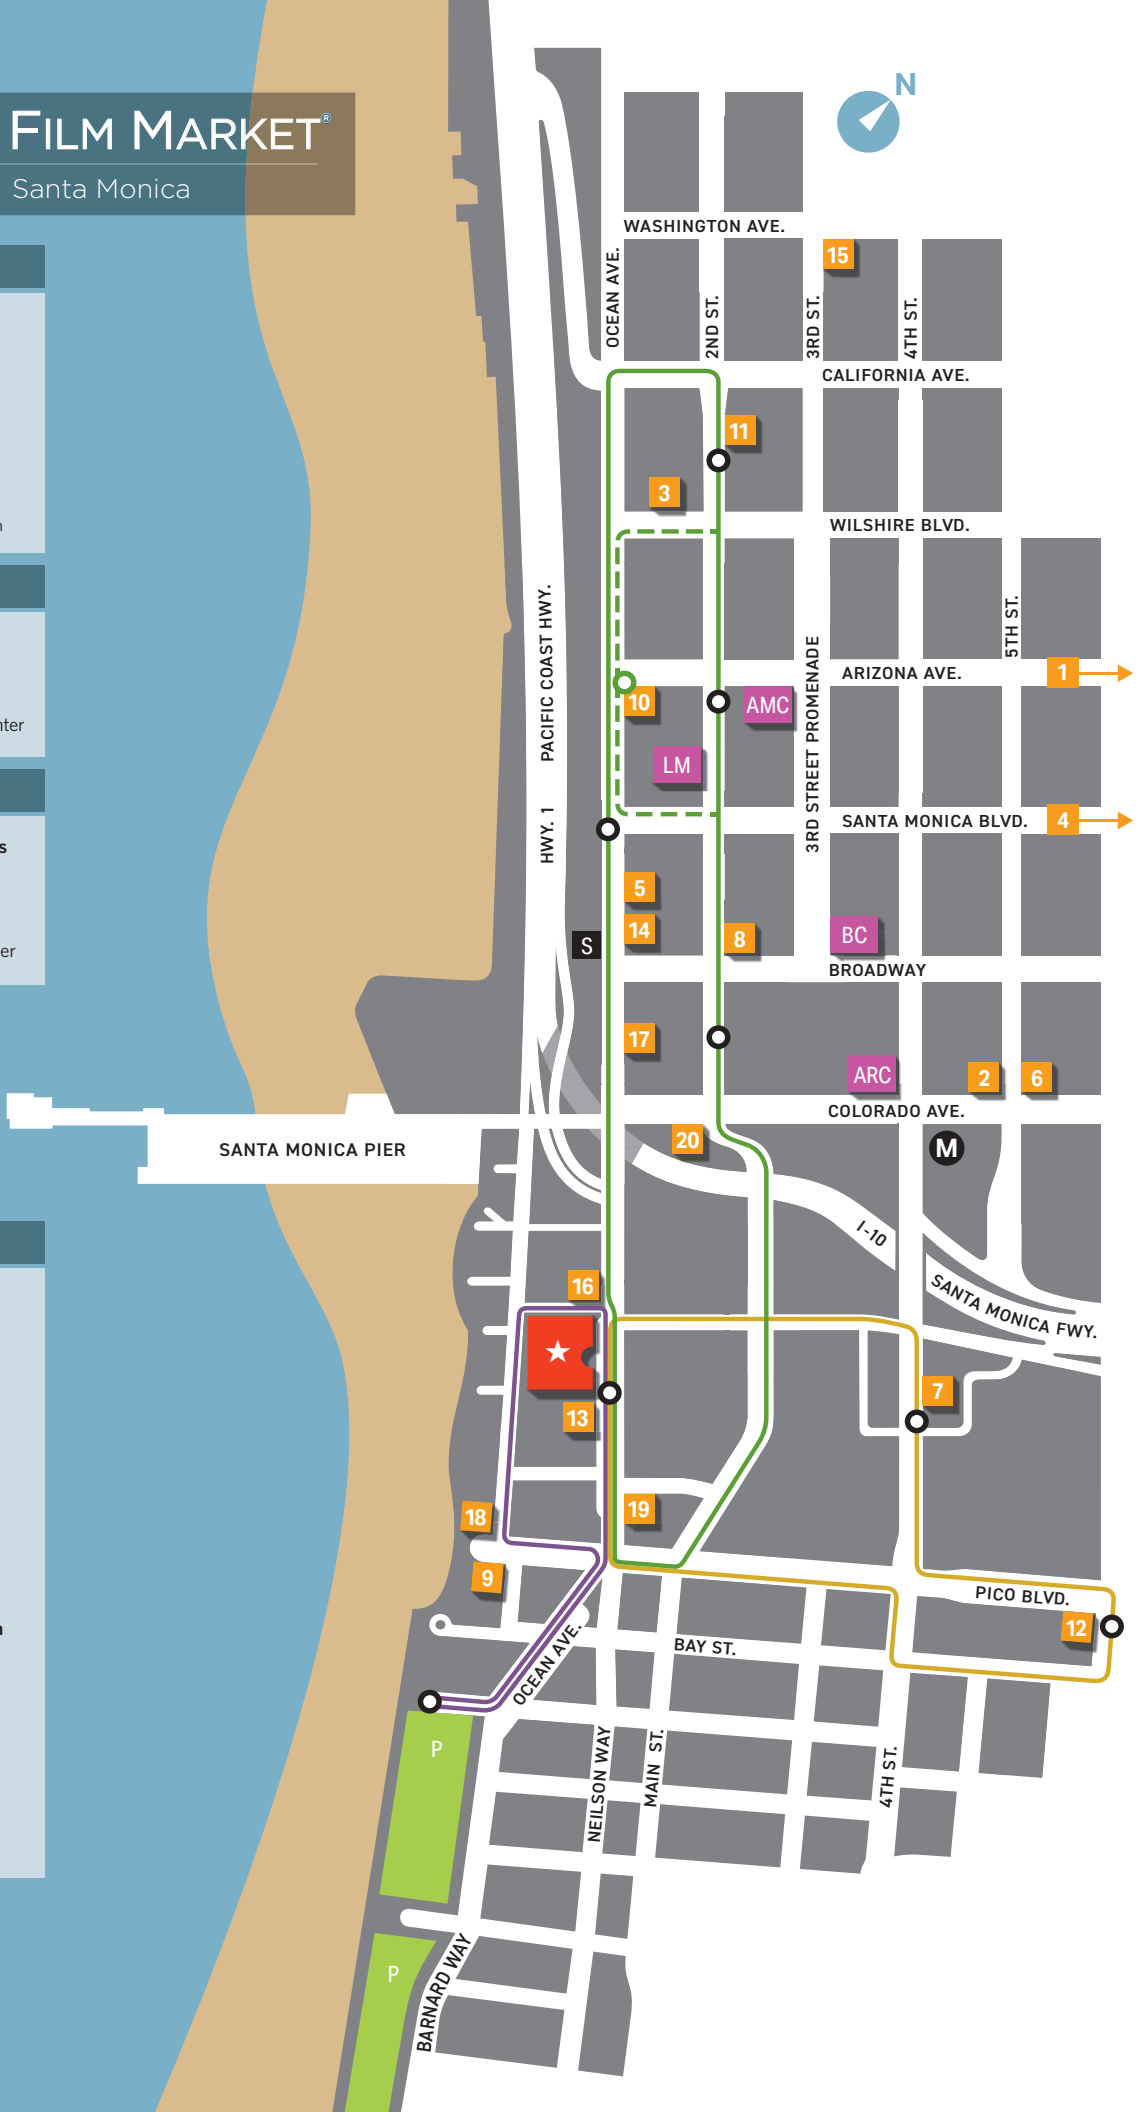 FILM MARKET®
Santa Monica
N
WASHINGTON AVE.
15
OCEAN AVE.
2ND ST.
3RD ST.
4TH ST.
CALIFORNIA AVE.
11
3
WILSHIRE BLVD.
PACIFIC COAST HWY.
5TH ST.
ARIZONA AVE.
1
10
AMC
3RD STREET PROMENADE
LM
HWY. 1
SANTA MONICA BLVD.
4
5
14
8
BC
S
BROADWAY
17
ARC
2
6
COLORADO AVE.
SANTA MONICA PIER
20
M
I-10
SANTA MONICA FWY.
16
7
13
19
18
9
PICO BLVD.
12
BAY ST.
OCEAN AVE.
P
NEILSON WAY
MAIN ST.
4TH ST.
P
BARNARD WAY
nter
s
er